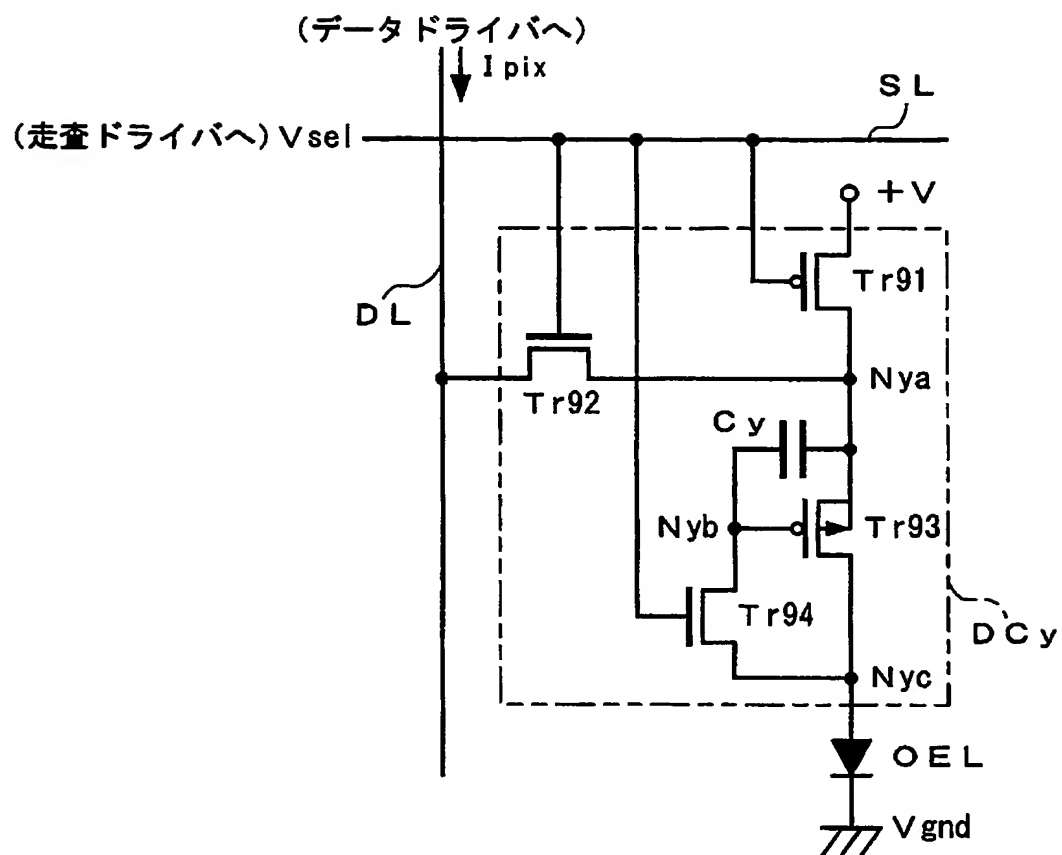 (データドライバへ)
Ipix
SL
(走査ドライバへ) Vsel
+V
Tr91
DL
Tr92
Nya
Cy
Nyb
Tr93
Tr94
DCy
Nyc
OEL
Vgnd